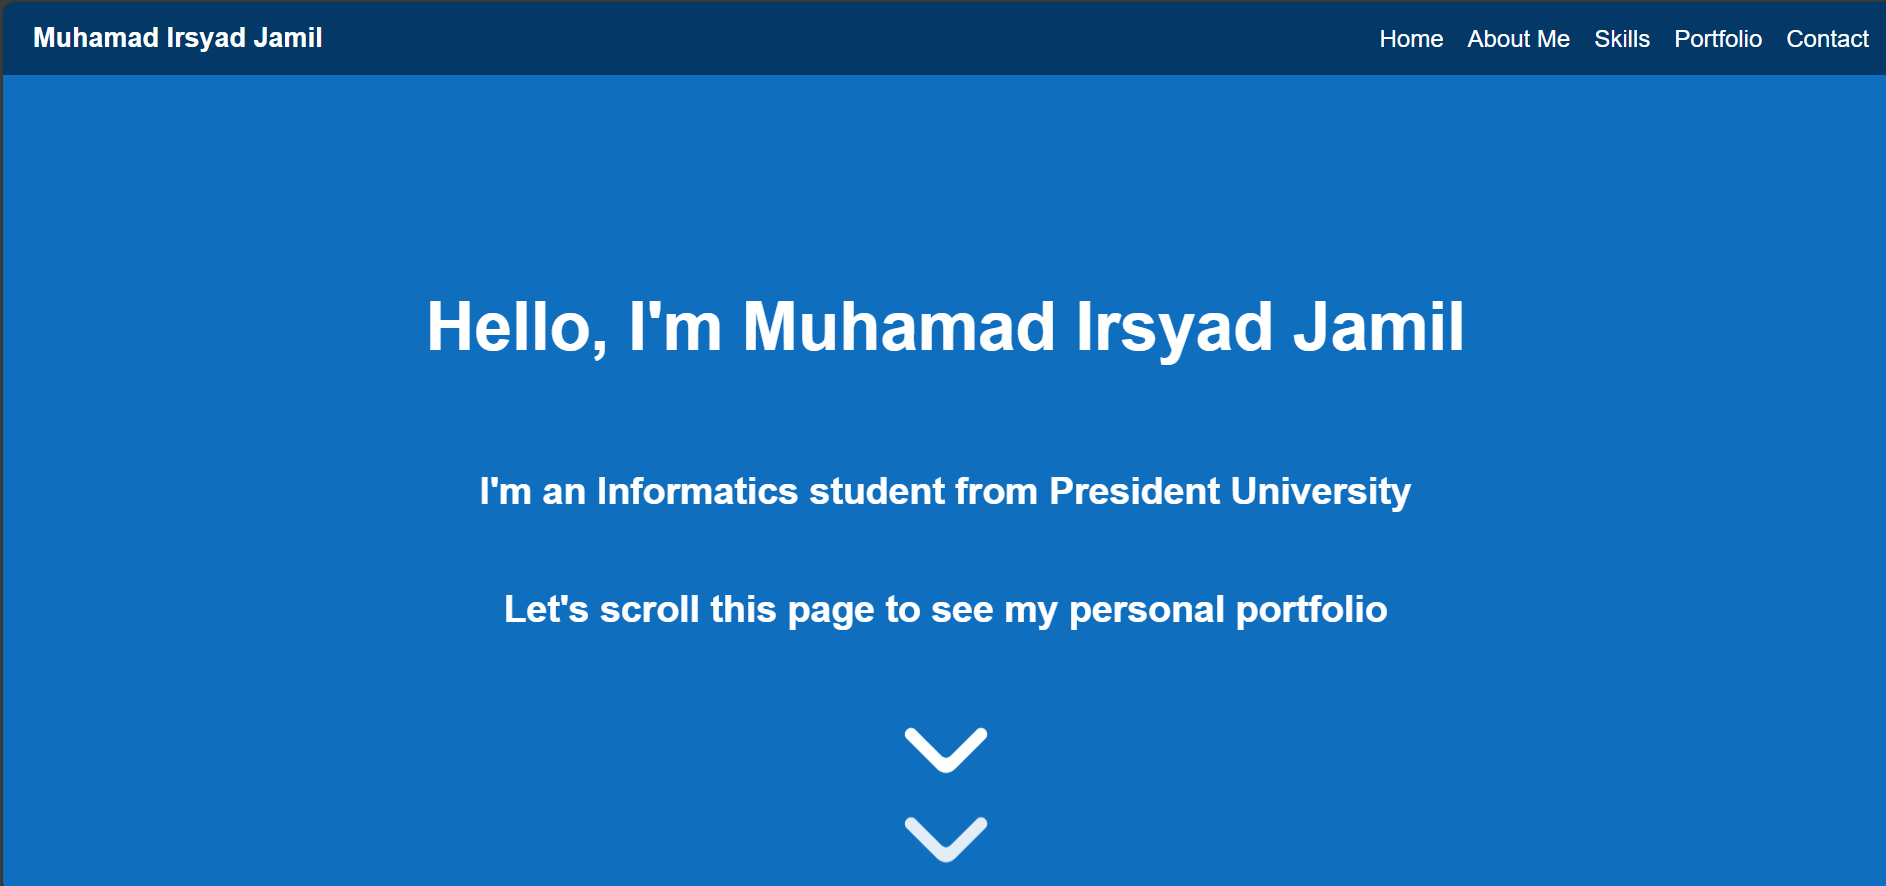 Muhamad Irsyad Jamil
Home About Me Skills Portfolio Contact
Hello, I'm Muhamad Irsyad Jamil
I'm an Informatics student from President University
Let's scroll this page to see my personal portfolio